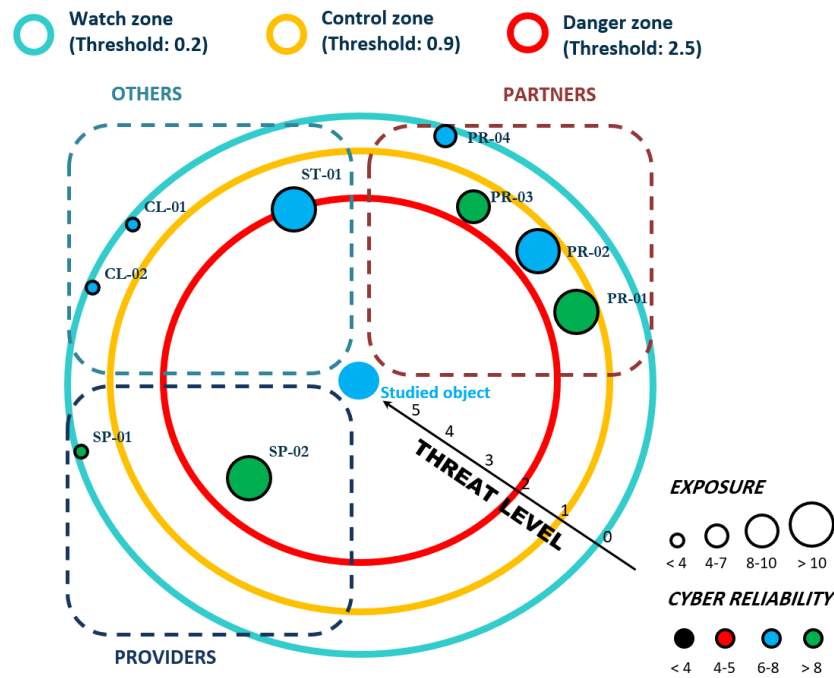 Watch zone
(Threshold: 0.2)
Control zone
(Threshold: 0.9)
Danger zone
(Threshold: 2.5)
OTHERS
PARTNERS
PR-04
ST-01
PR-03
CL-01
PR-02
CL-02
PR-01
Studied object
5
4
3
2
1
0
THREAT LEVEL
SP-01
SP-02
PROVIDERS
EXPOSURE
< 4
4-7
8-10
> 10
CYBER RELIABILITY
< 4
4-5
6-8
> 8